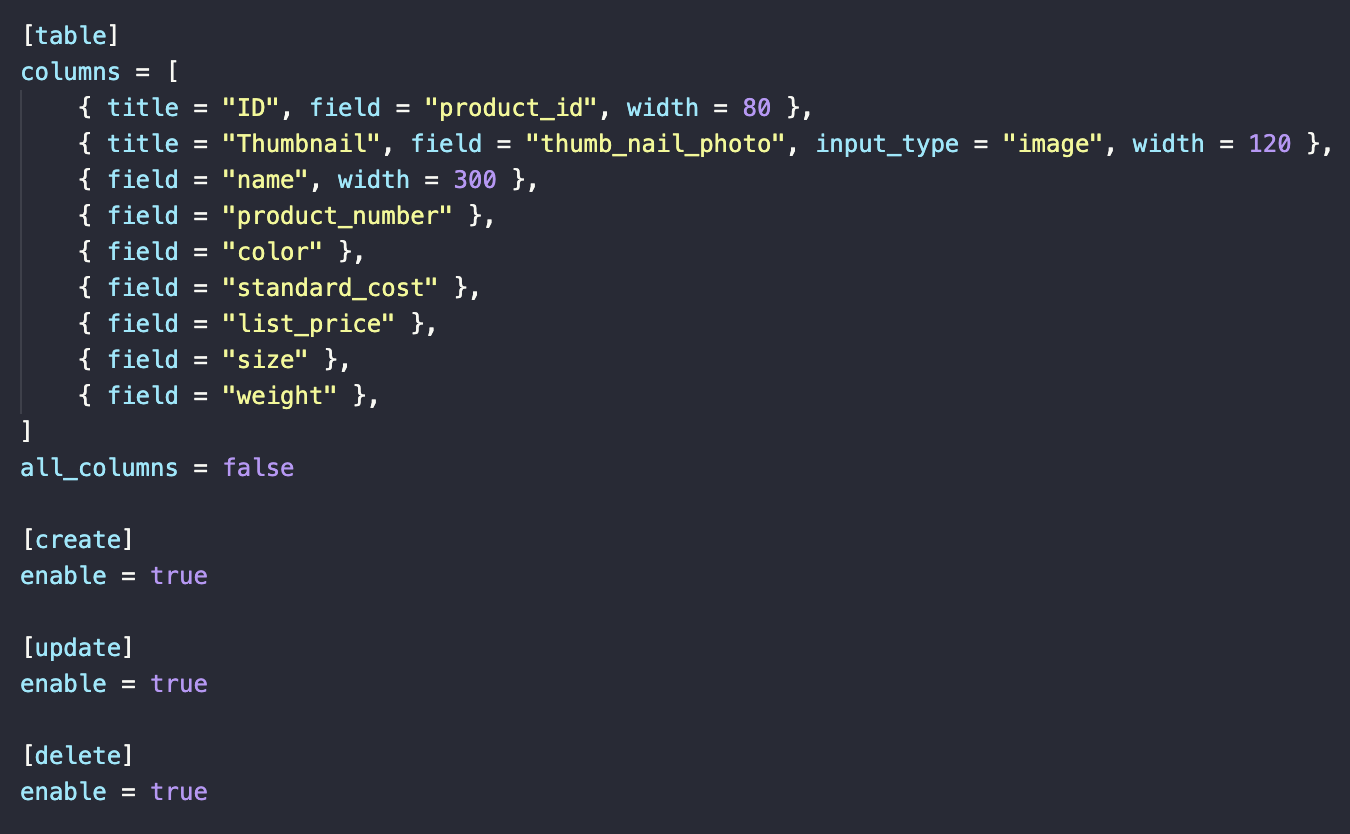 [table]
columns = [
    { title = "ID", field = "product_id", width = 80 },
    { title = "Thumbnail", field = "thumb_nail_photo", input_type = "image", width = 120 },
    { field = "name", width = 300 },
    { field = "product_number" },
    { field = "color" },
    { field = "standard_cost" },
    { field = "list_price" },
    { field = "size" },
    { field = "weight" },
]
all_columns = false

[create]
enable = true

[update]
enable = true

[delete]
enable = true